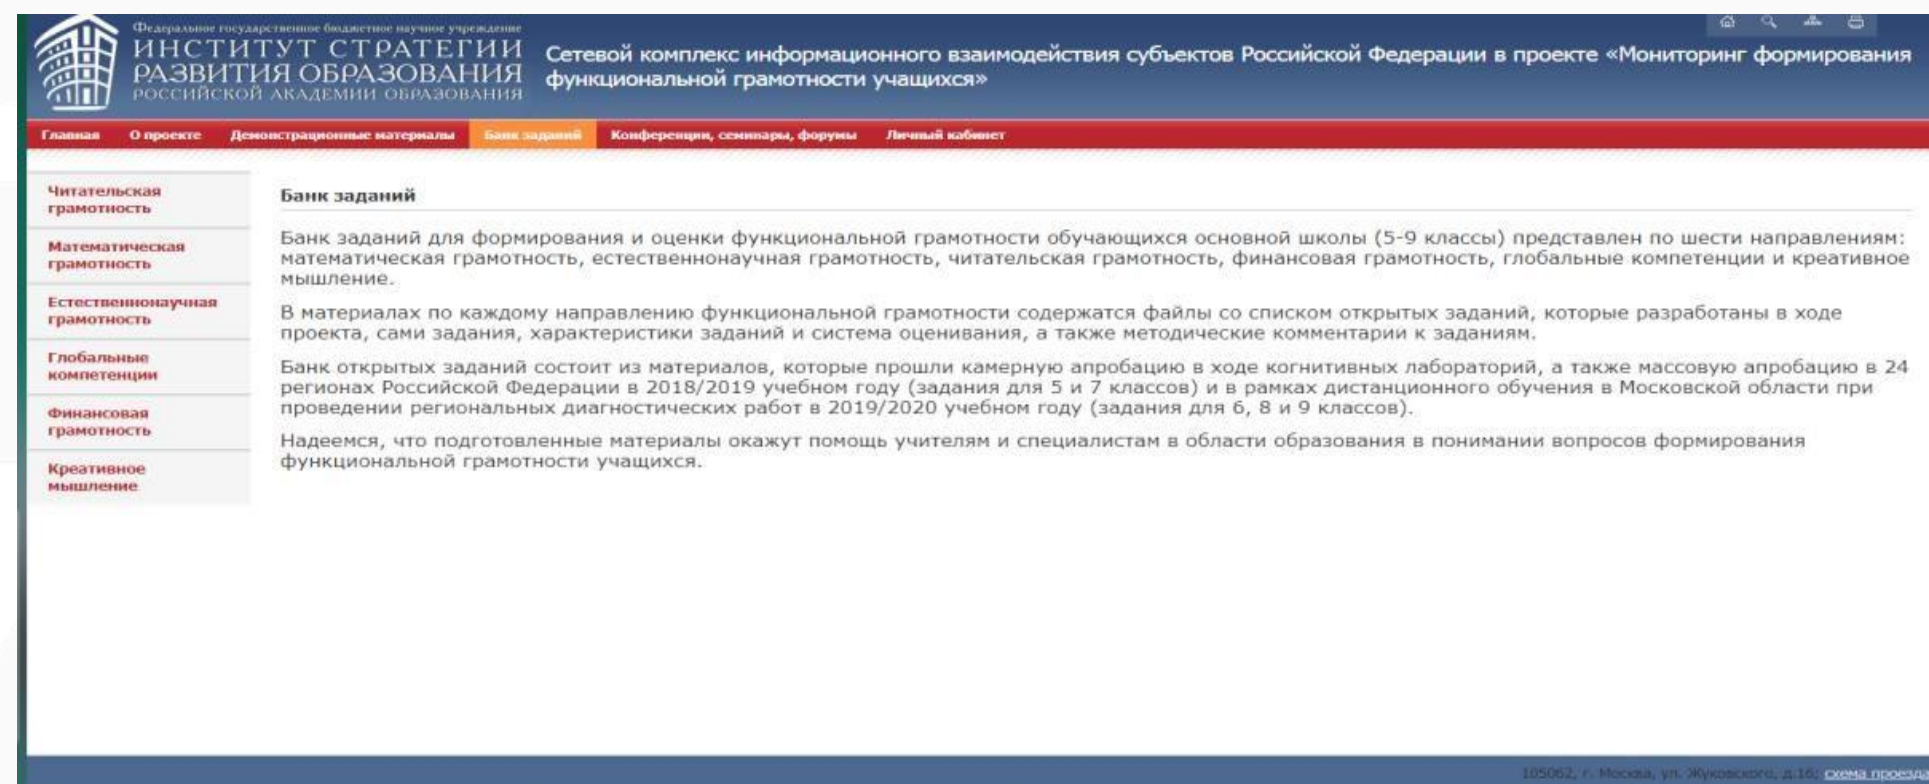 Федеральное государственное бюджетное научное учреждение
ИНСТИТУТ СТРАТЕГИИ
РАЗВИТИЯ ОБРАЗОВАНИЯ
РОССИЙСКОЙ АКАДЕМИИ ОБРАЗОВАНИЯ
Сетевой комплекс информационного взаимодействия субъектов Российской Федерации в проекте «Мониторинг формирования
функциональной грамотности учащихся»
Главная О проекте Демонстрационные материалы Банк заданий Конференции, семинары, форумы Личный кабинет
Читательская
грамотность
Математическая
грамотность
Естественнонаучная
грамотность
Глобальные
компетенции
Финансовая
грамотность
Креативное
мышление
Банк заданий
Банк заданий для формирования и оценки функциональной грамотности обучающихся основной школы (5-9 классы) представлен по шести направлениям:
математическая грамотность, естественнонаучная грамотность, читательская грамотность, финансовая грамотность, глобальные компетенции и креативное
мышление.
В материалах по каждому направлению функциональной грамотности содержатся файлы со списком открытых заданий, которые разработаны в ходе
проекта, сами задания, характеристики заданий и система оценивания, а также методические комментарии к заданиям.
Банк открытых заданий состоит из материалов, которые прошли камерную апробацию в ходе когнитивных лабораторий, а также массовую апробацию в 24
регионах Российской Федерации в 2018/2019 учебном году (задания для 5 и 7 классов) и в рамках дистанционного обучения в Московской области при
проведении региональных диагностических работ в 2019/2020 учебном году (задания для 6, 8 и 9 классов).
Надеемся, что подготовленные материалы окажут помощь учителям и специалистам в области образования в понимании вопросов формирования
функциональной грамотности учащихся.
105062, г. Москва, ул. Жуковского, д.16; схема проезда